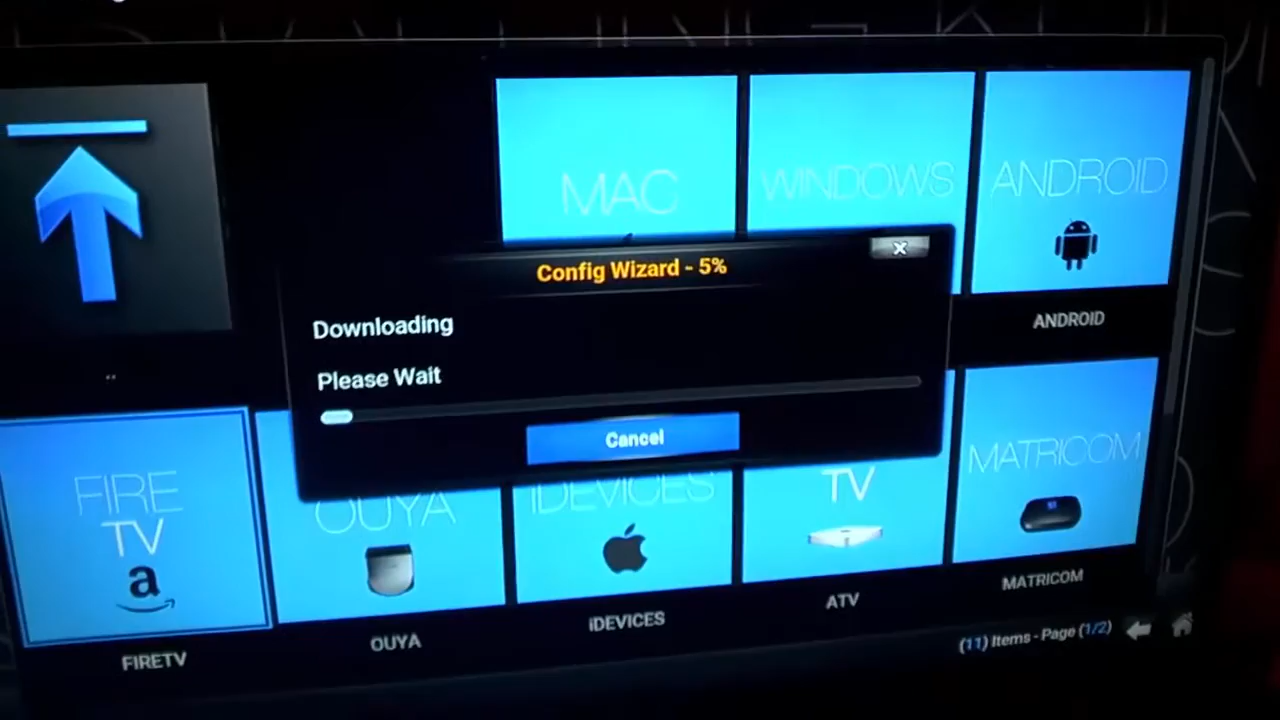 MAC
WINDOWS
ANDROID
Config Wizard - 5%
Downloading
Please Wait
Cancel
ANDROID
..
FIRE
TV
a
OUYA
iDEVICES
TV
MATRICOM
FIRETV
OUYA
iDEVICES
ATV
MATRICOM
(11) Items - Page (1/2)